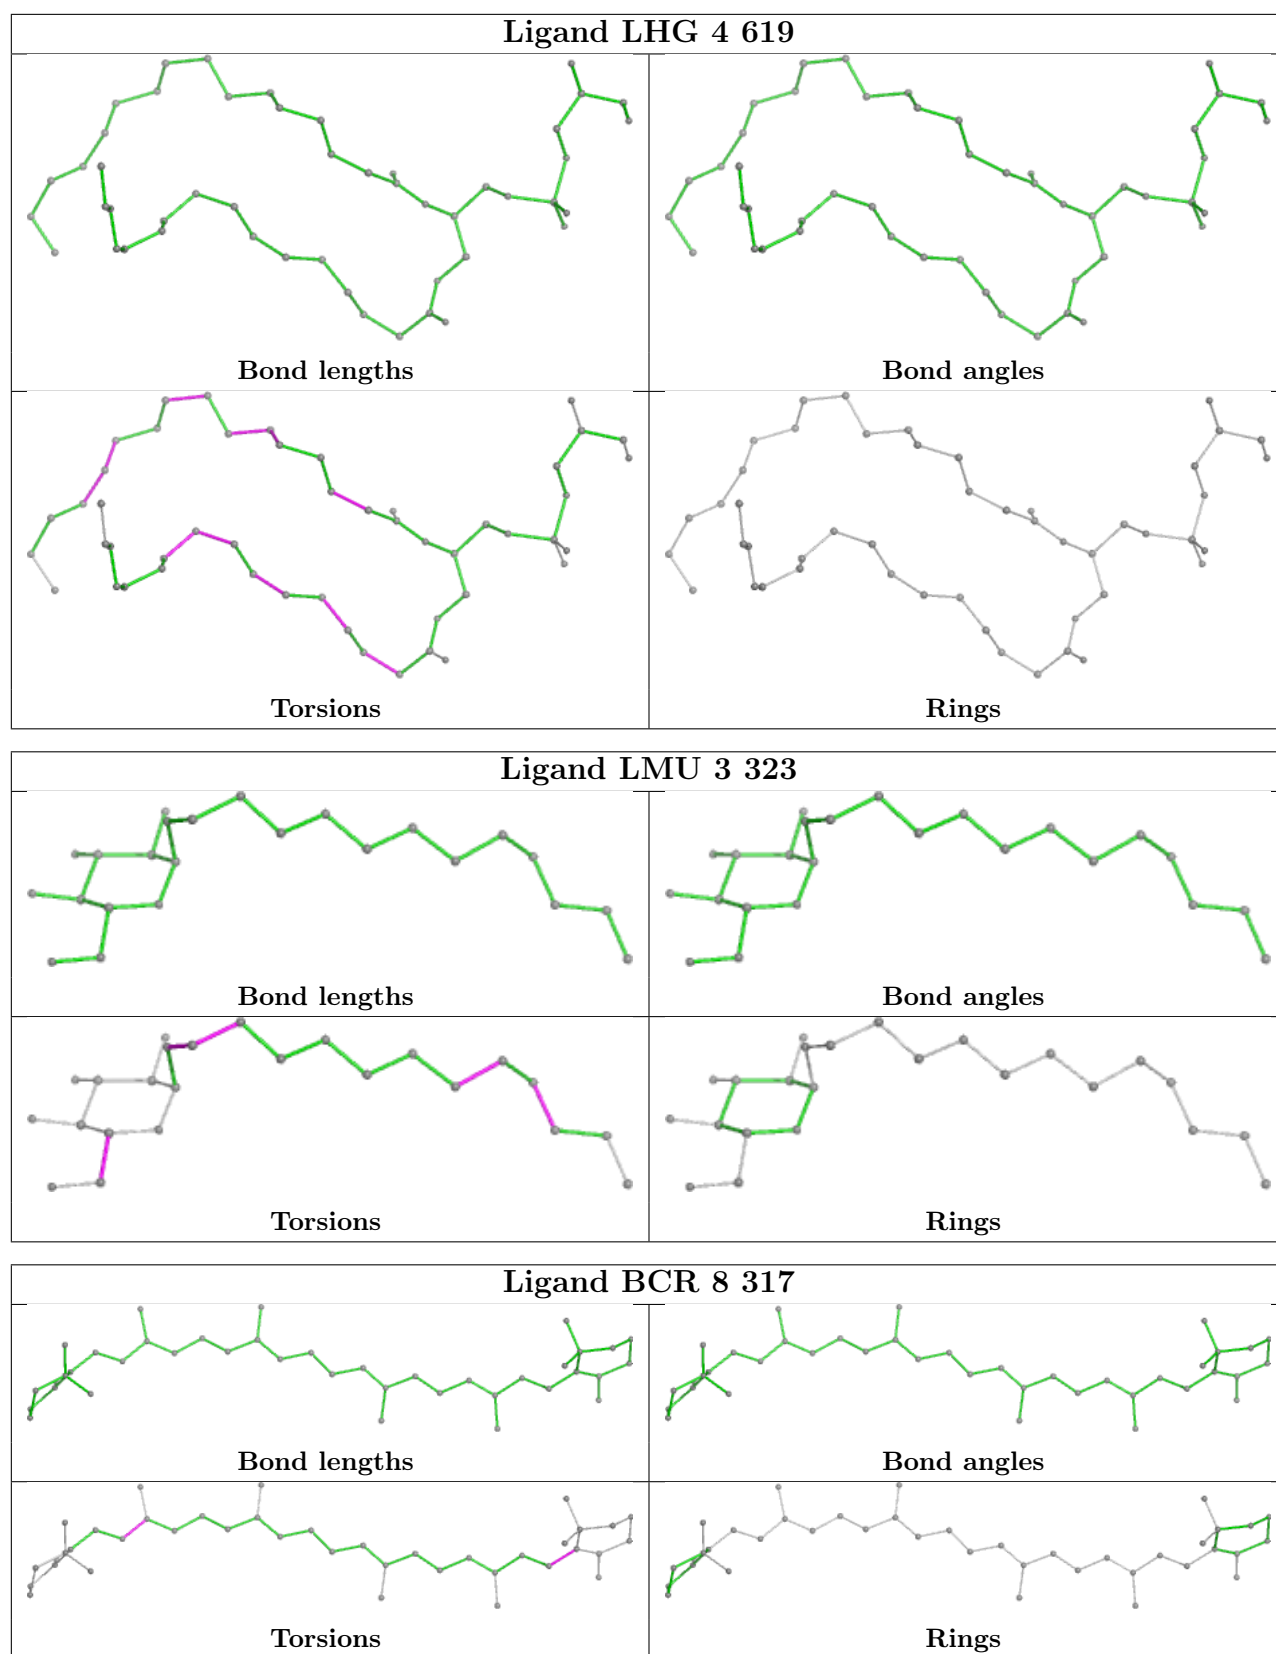 Ligand LHG 4 619
Bond lengths
Bond angles
Torsions
Rings
Ligand LMU 3 323
Bond lengths
Bond angles
Torsions
Rings
Ligand BCR 8 317
Bond lengths
Bond angles
Torsions
Rings